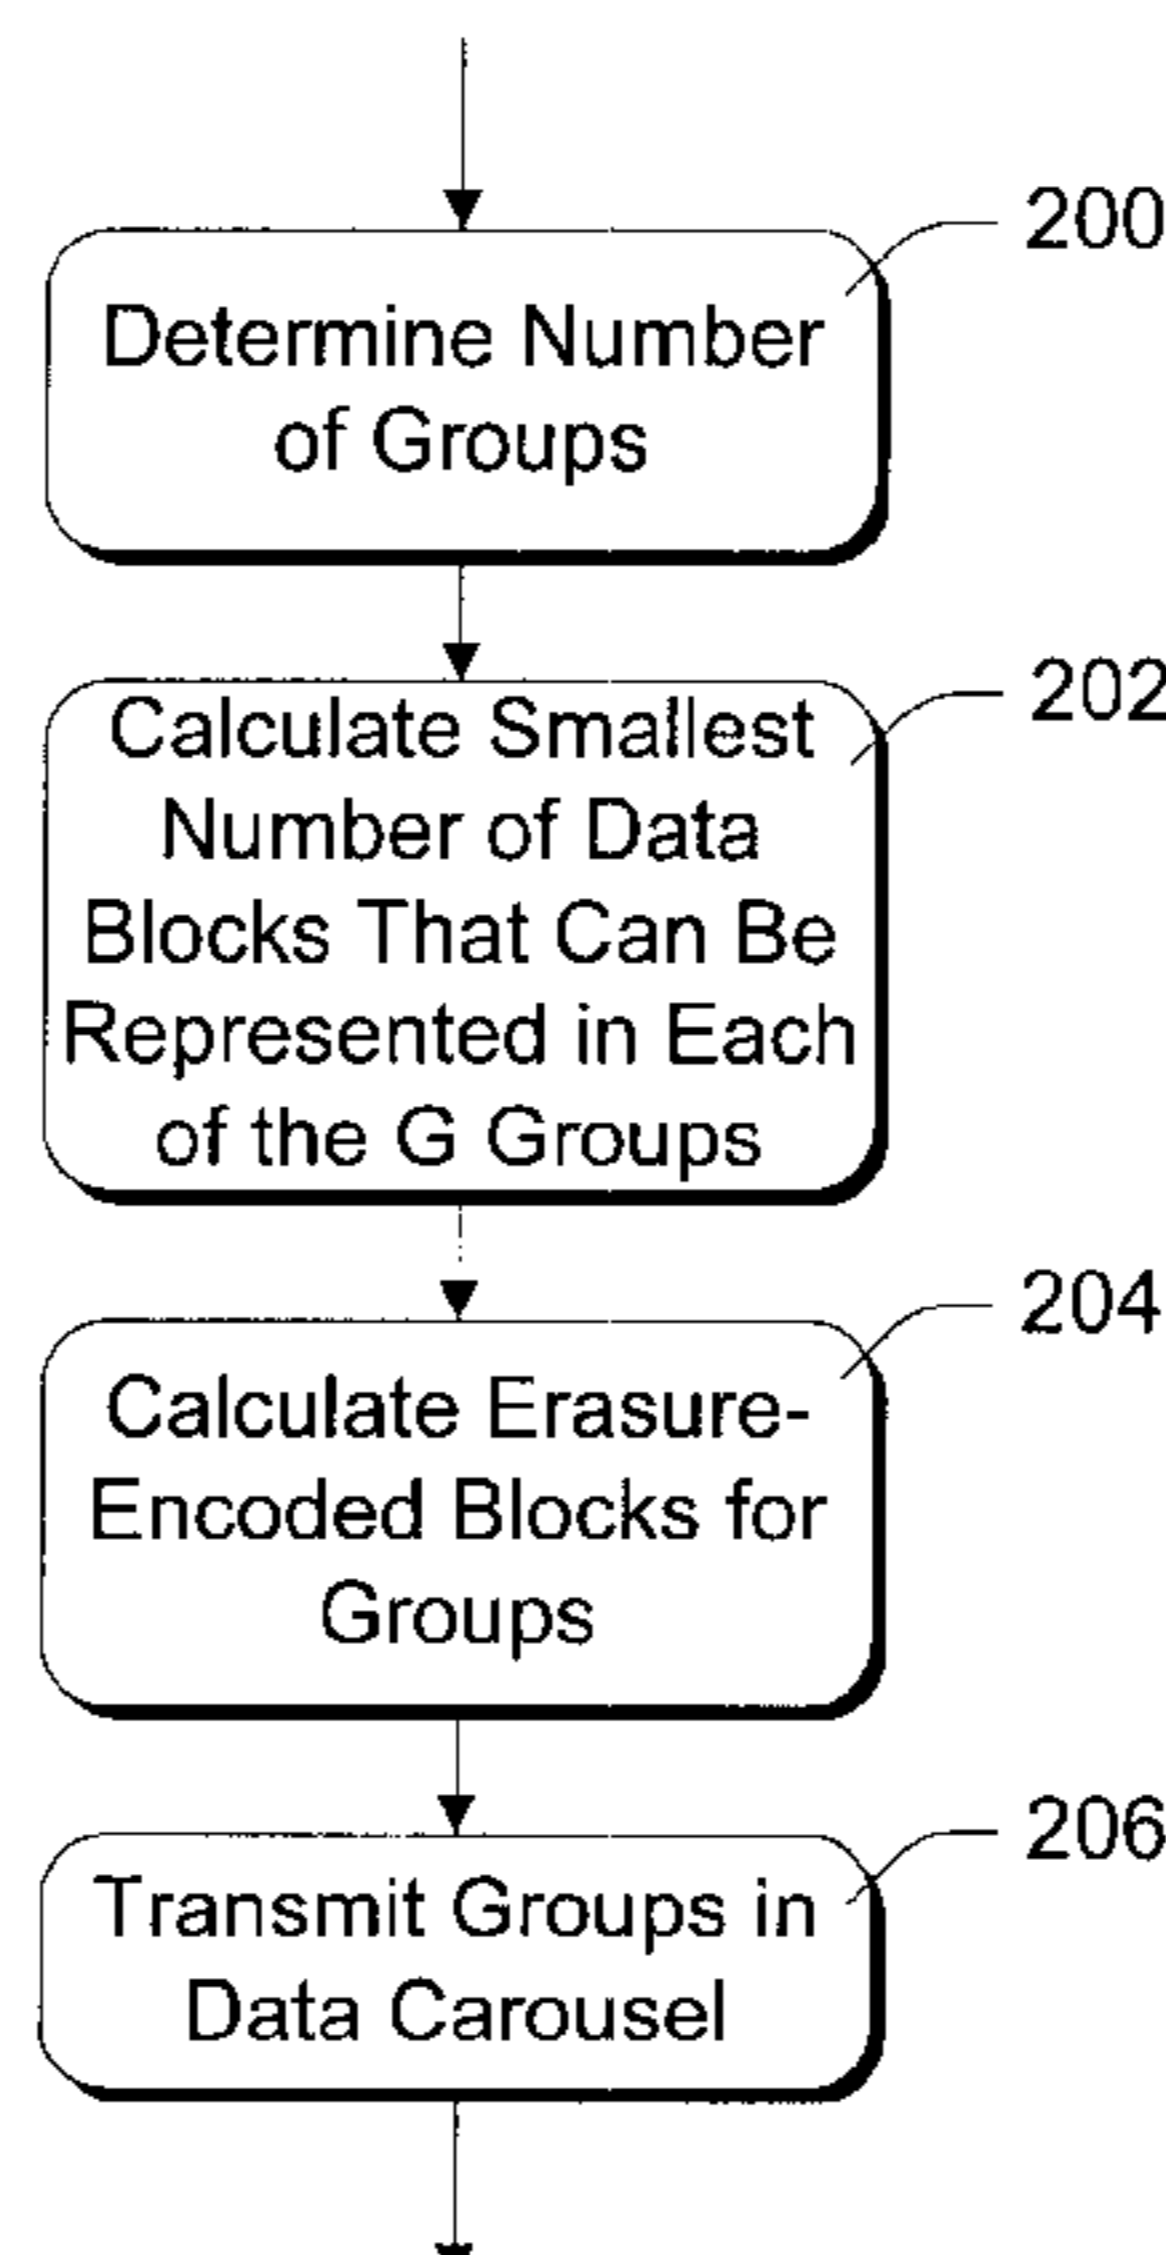 200
Determine Number
of Groups
202
Calculate Smallest
Number of Data
Blocks That Can Be
Represented in Each
of the G Groups
204
Calculate Erasure-
Encoded Blocks for
Groups
206
Transmit Groups in
Data Carousel